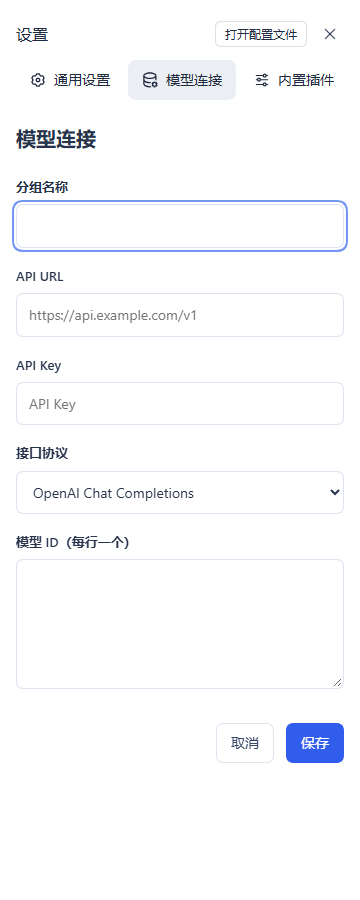 设置
打开配置文件
通用设置
模型连接
内置插件
模型连接
分组名称
API URL
https://api.example.com/v1
API Key
API Key
接口协议
OpenAI Chat Completions
模型 ID（每行一个）
取消
保存